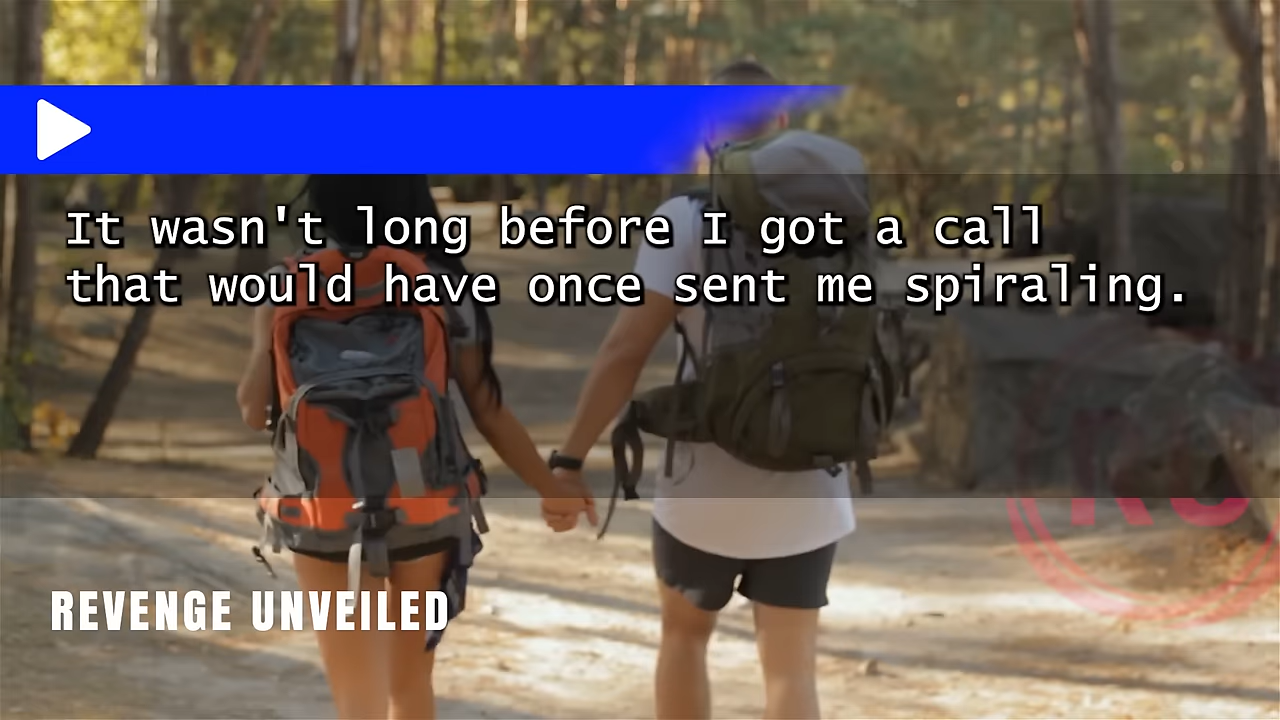 It wasn't long before I got a call
that would have once sent me spiraling.
REVENGE UNVEILED